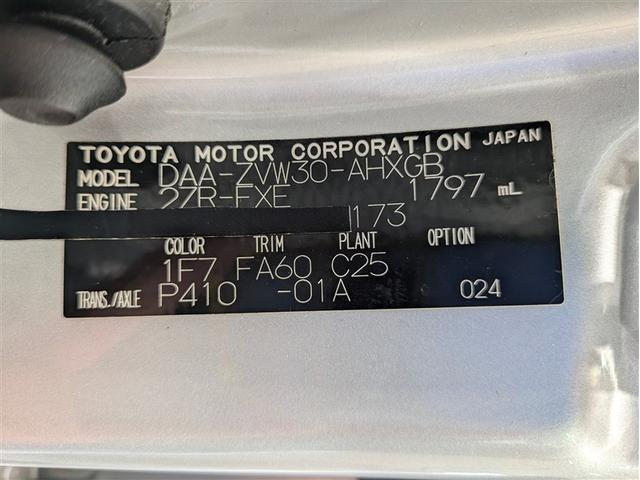 TOYOTA MOTOR CORPORATION JAPAN
MODEL DAA-ZVW30-AHXGB
ENGINE 2ZR-FXE 1797 mL
173
COLOR TRIM PLANT OPTION
1F7 FA60 C25
TRANS./AXLE P410 -01A 024